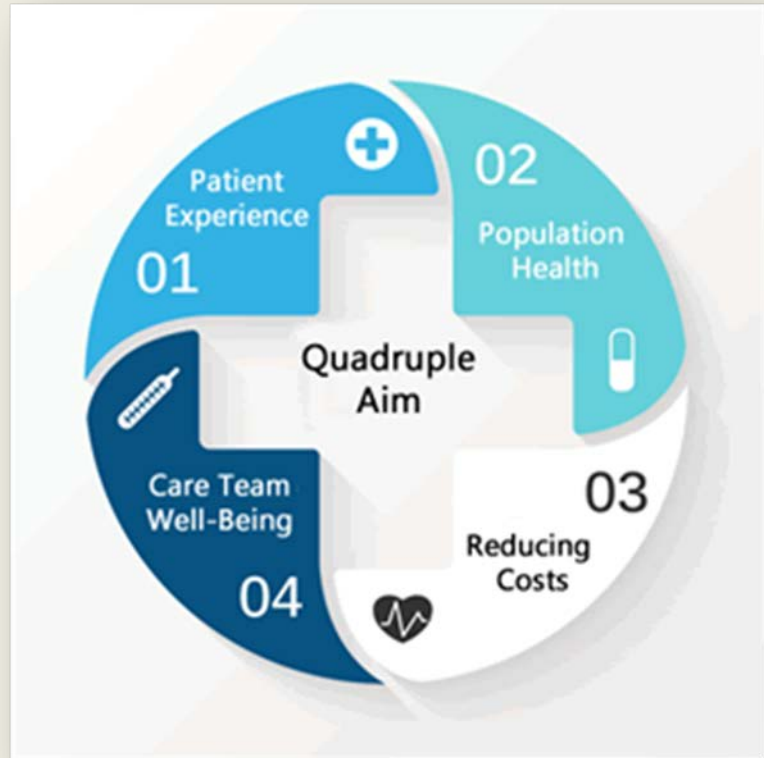 Patient
Experience
01
02
Population
Health
Quadruple
Aim
03
Reducing
Costs
Care Team
Well-Being
04